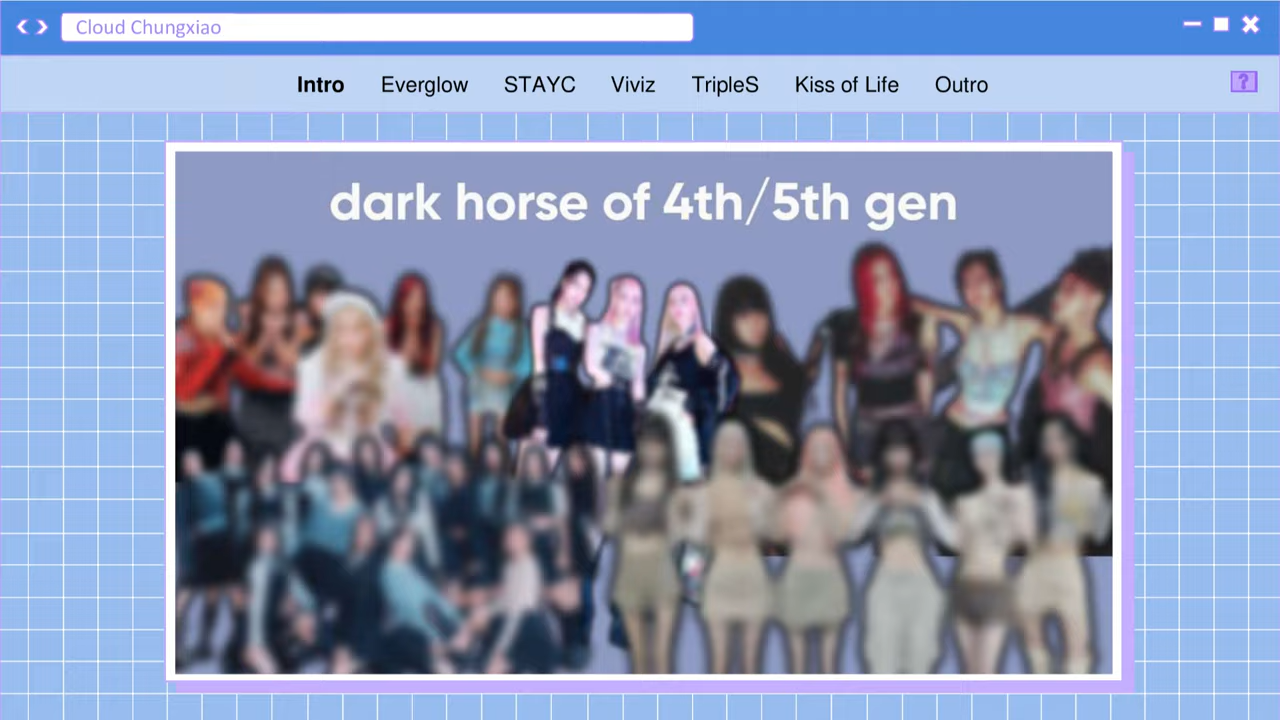 Cloud Chungxiao
Intro Everglow STAYC Viviz TripleS Kiss of Life Outro
?
dark horse of 4th/5th gen